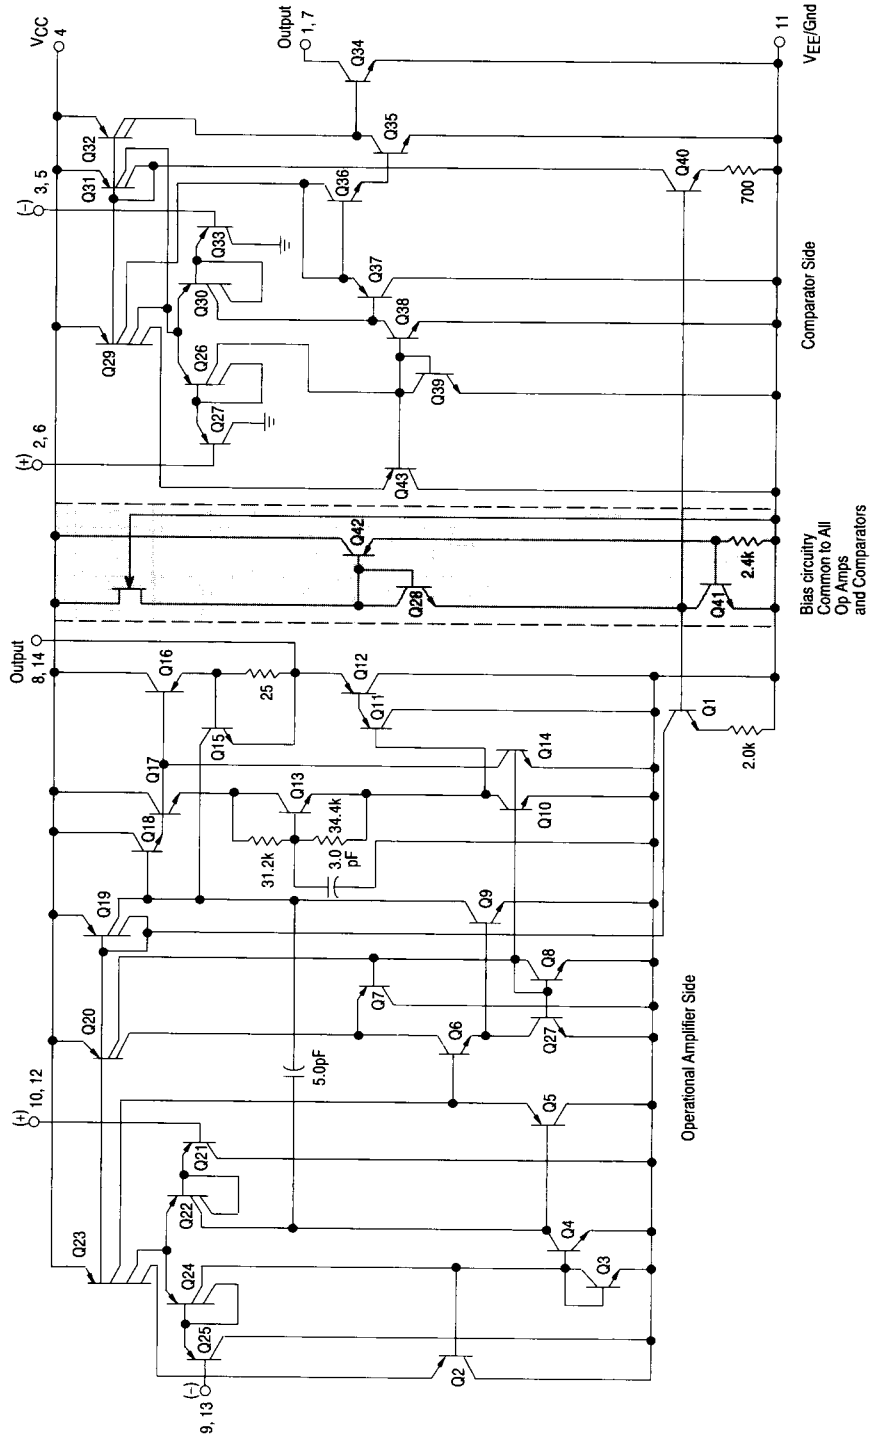 VCC
4
Output
1, 7
Q34
Q32
Q35
Q31
(–) 3, 5
Q36
Q40
700
Q33
Q30
Q37
Q38
Q29
Q26
Q27
Q39
(+) 2, 6
Q43
VEE/Gnd
11
Comparator Side
Q42
Q28
2.4k
Q41
Bias circuitry
Common to All
Op Amps
and Comparators
Output
8, 14
Q16
25
Q12
Q11
Q15
Q17
Q14
Q1
2.0k
Q13
Q18
31.2k
34.4k
3.0
pF
Q10
Q19
Q9
Q8
Q7
Q20
Q6
Q27
5.0pF
(+) 10, 12
Q21
Q5
Q22
Q4
Q23
Q24
Q3
Q25
Q2
(–)
9, 13
Operational Amplifier Side